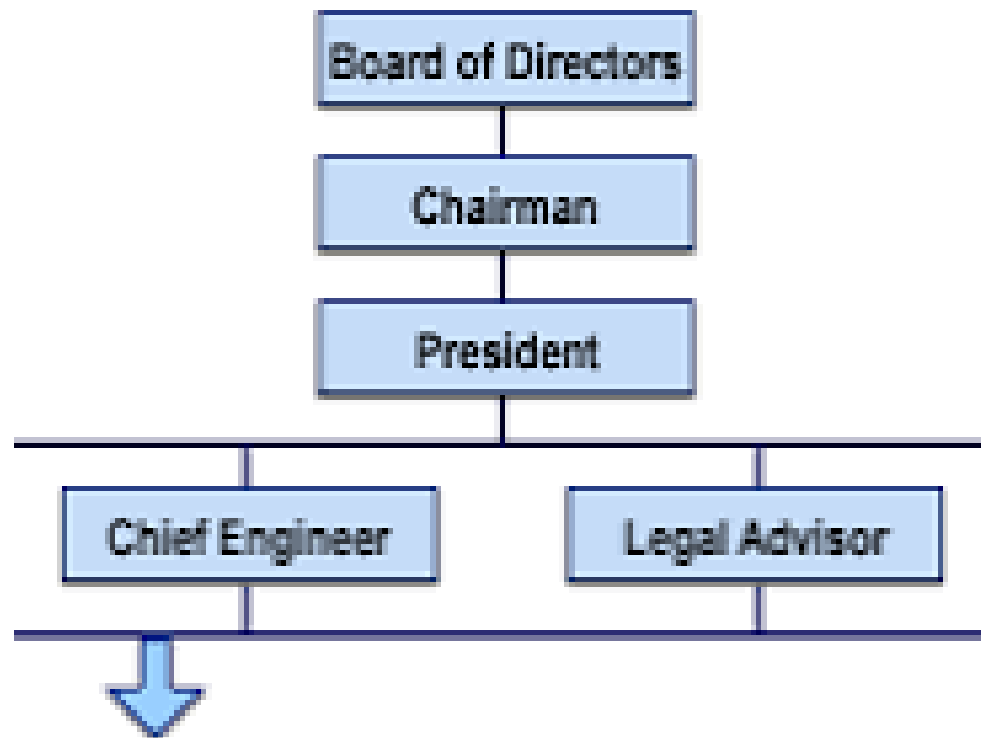 Board of Directors
Chairman
President
Chief Engineer
Legal Advisor